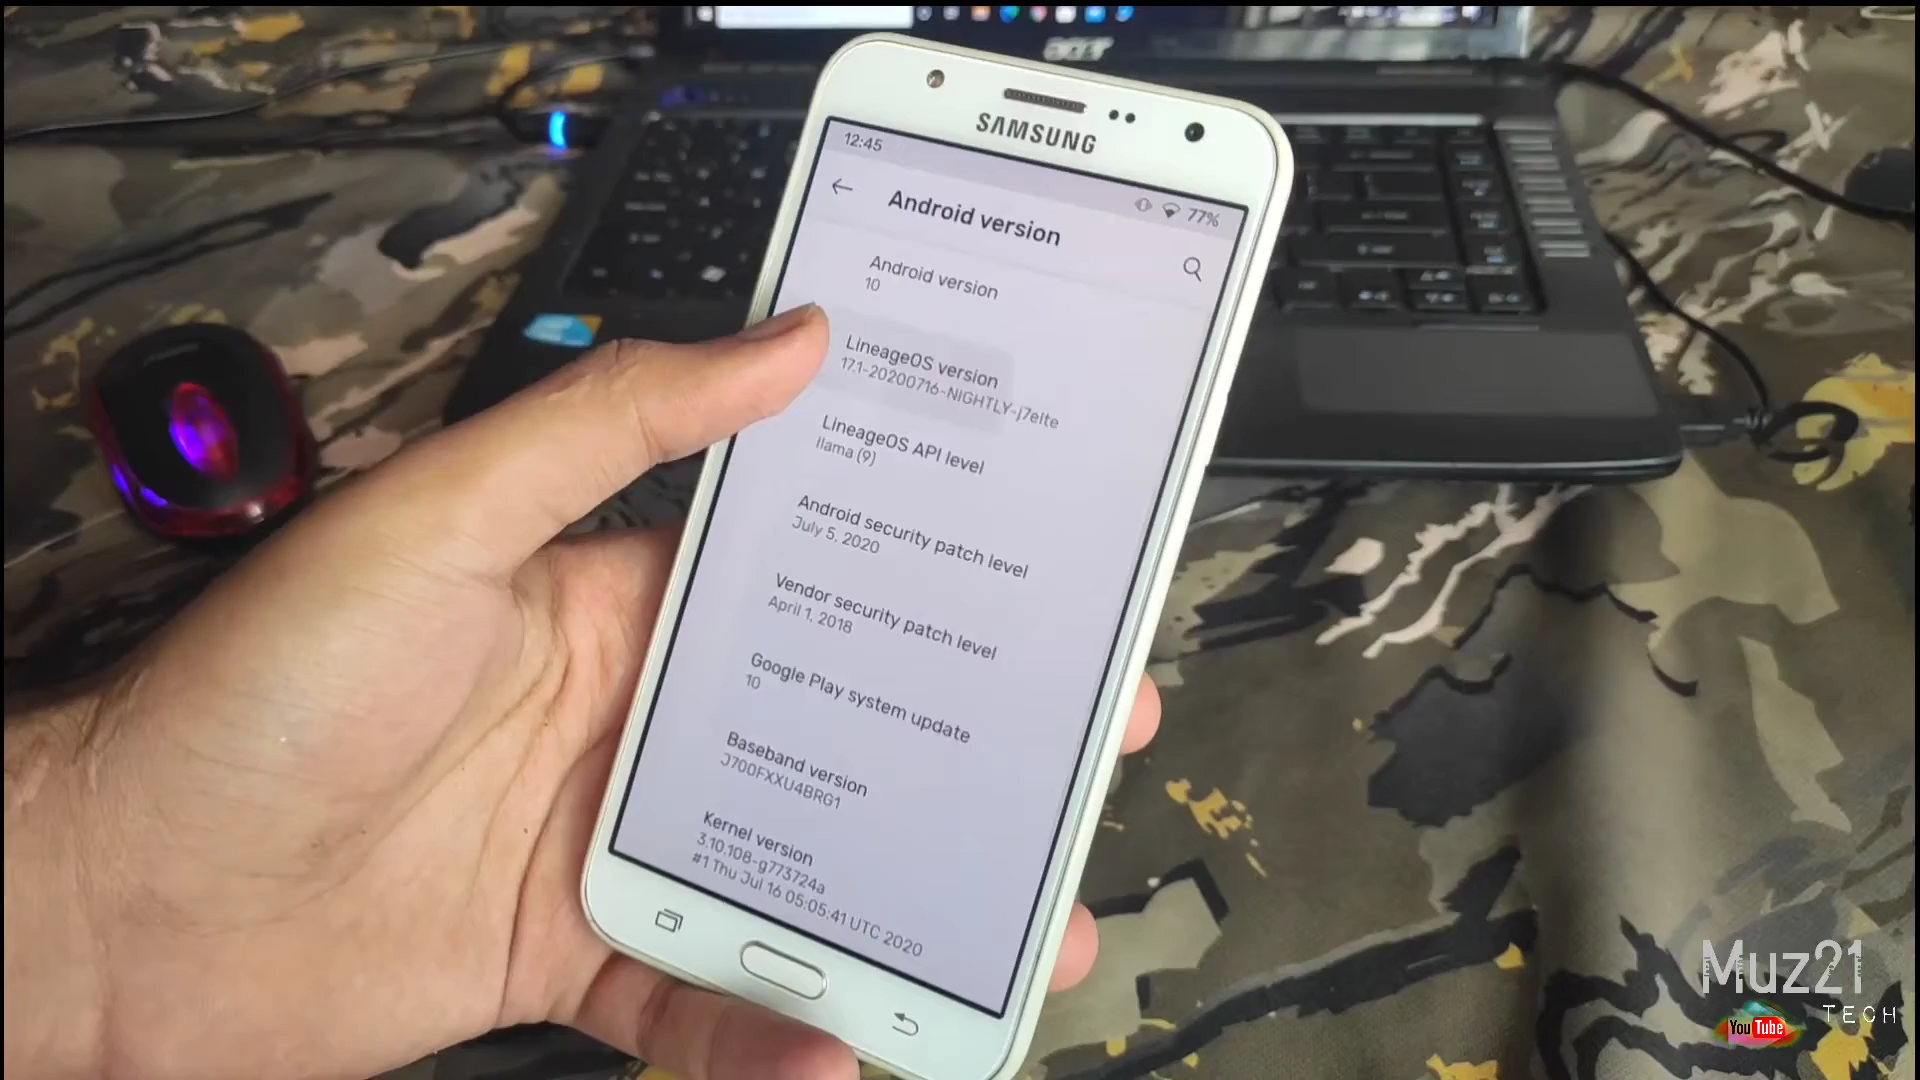 acer
SAMSUNG
12:45
77%
Android version
Android version
10
LineageOS version
17.1-20200716-NIGHTLY-j7elte
LineageOS API level
llama (9)
Android security patch level
July 5, 2020
Vendor security patch level
April 1, 2018
Google Play system update
10
Baseband version
J700FXXU4BRG1
Kernel version
3.10.108-g773724a
#1 Thu Jul 16 05:05:41 UTC 2020
Muz21
TECH
YouTube